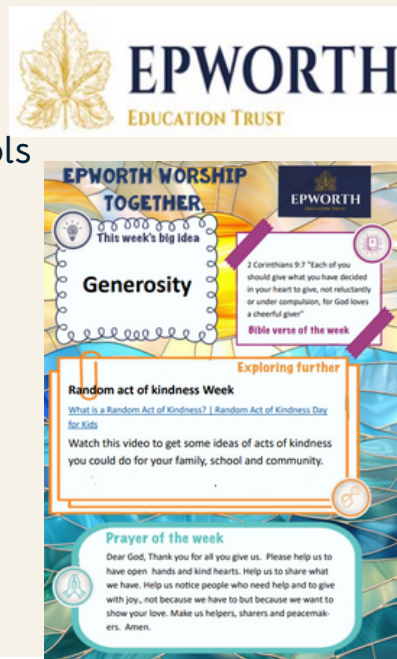 EPWORTH
EDUCATION TRUST
ols
EPWORTH WORSHIP
TOGETHER.
EPWORTH
EDUCATION TRUST
This week's big idea
Generosity
2 Corinthians 9:7 "Each of you
should give what you have decided
in your heart to give, not reluctantly
or under compulsion, for God loves
a cheerful giver"
Bible verse of the week
Exploring further
Random act of kindness Week
What is a Random Act of Kindness? | Random Act of Kindness Day
for Kids
Watch this video to get some ideas of acts of kindness
you could do for your family, school and community.
Prayer of the week
Dear God, Thank you for all you give us. Please help us to
have open hands and kind hearts. Help us to share what
we have. Help us notice people who need help and to give
with joy., not because we have to but because we want to
show your love. Make us helpers, sharers and peacemak-
ers. Amen.